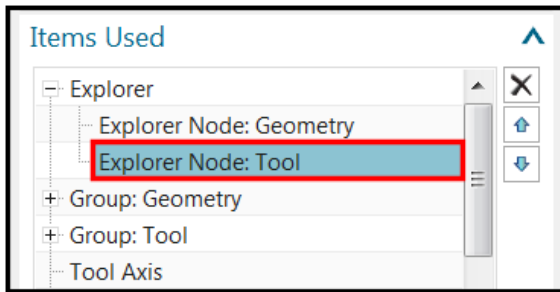 Items Used
Explorer
Explorer Node: Geometry
Explorer Node: Tool
Group: Geometry
Group: Tool
Tool Axis